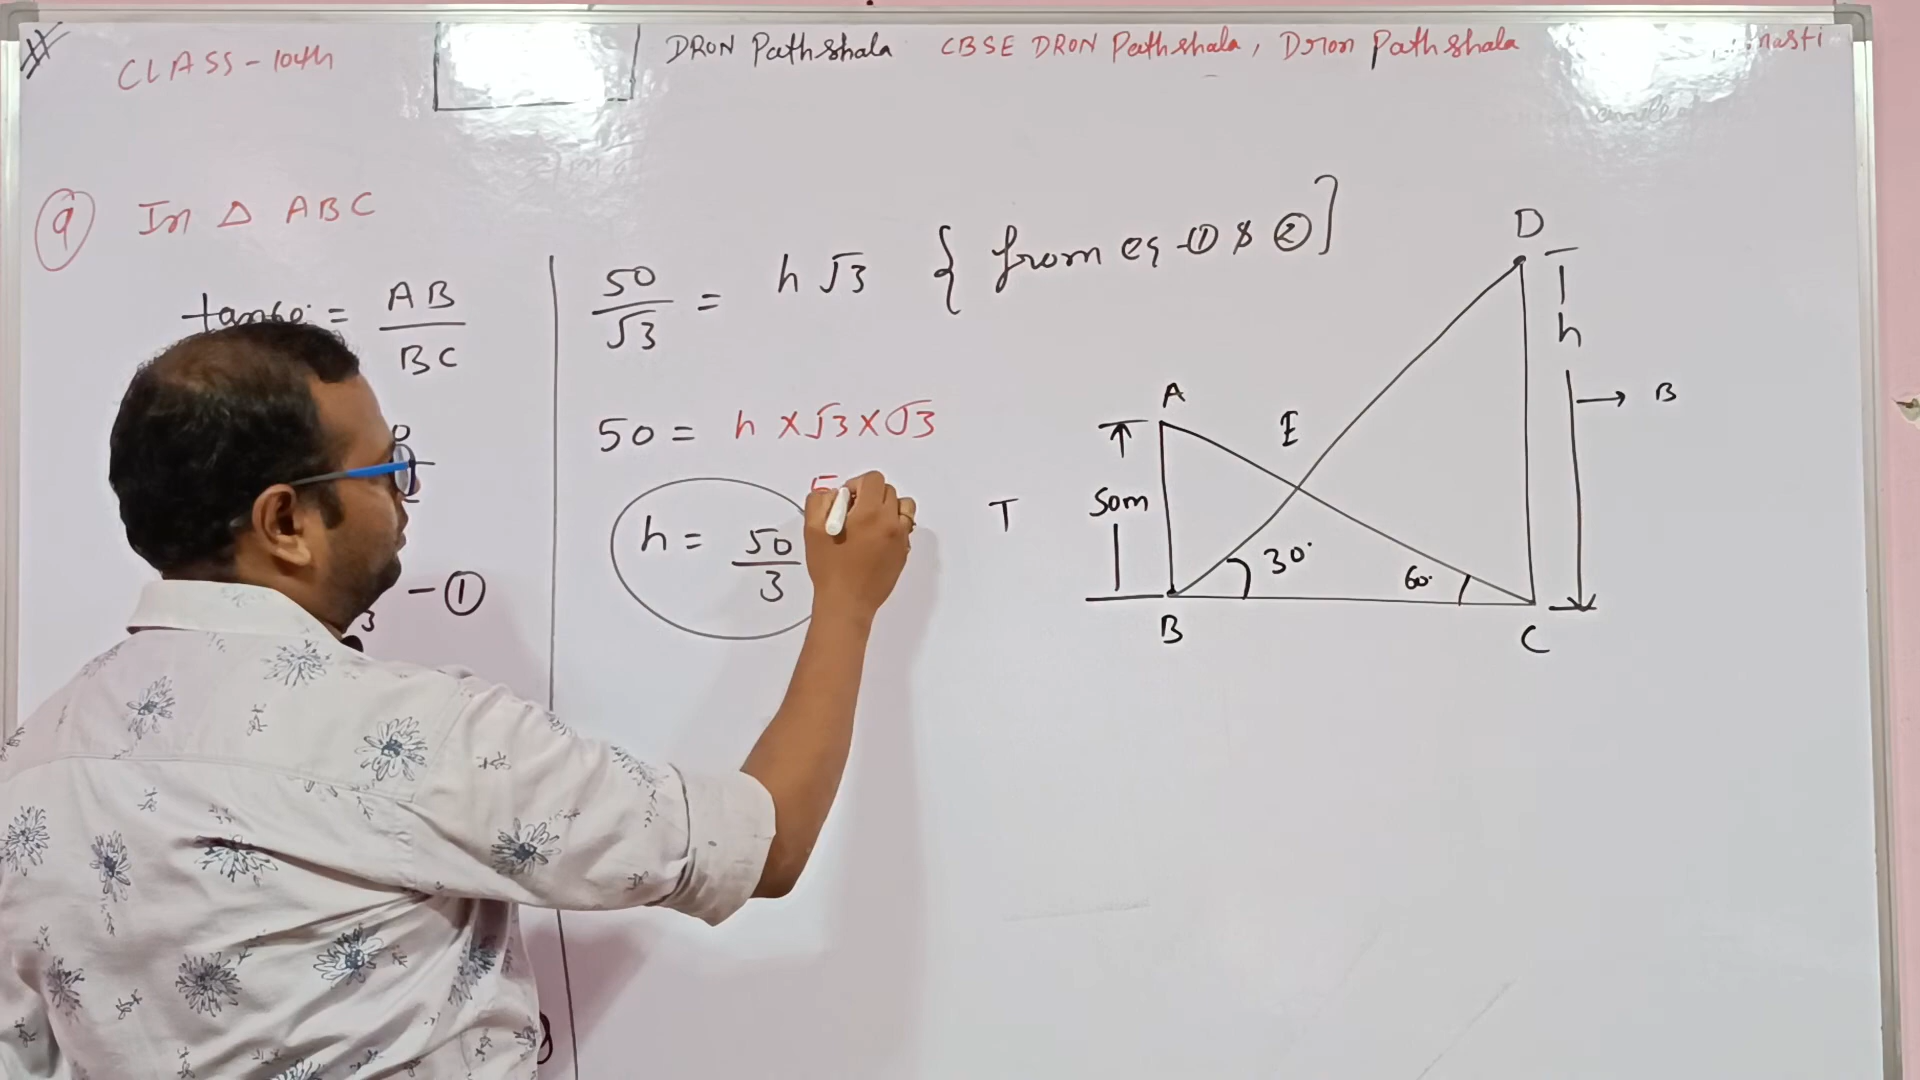 CLASS-10th
DRON Pathshala CBSE DRON Pathshala, Dron Pathshala
9 In Δ ABC
tan60° = AB/BC
- ①
50/√3 = h√3 { from eq ① & ② ]
50 = h × √3 × √3
h = 50/3
T
D
h
B
A
E
50m
30°
60°
B
C